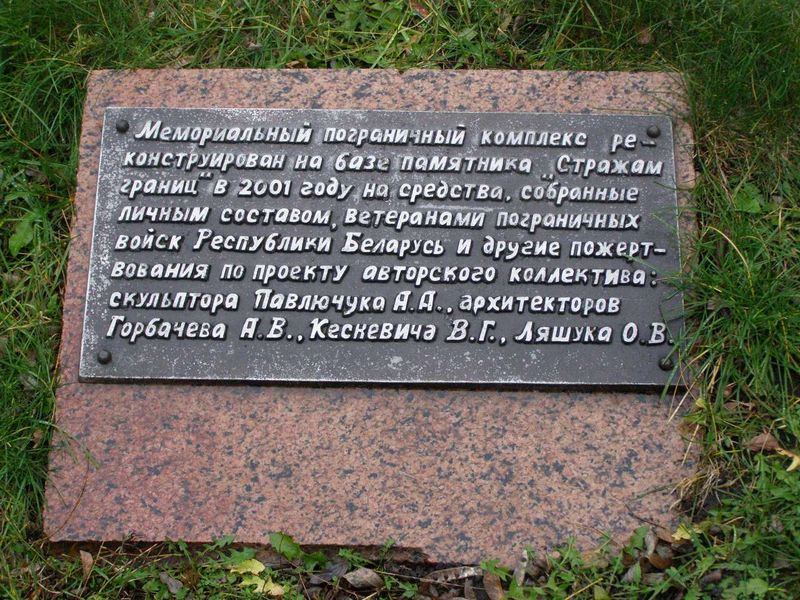 Мемориальный пограничный комплекс ре-
конструирован на базе памятника "Стражам
границ" в 2001 году на средства, собранные
личным составом, ветеранами пограничных
войск Республики Беларусь и другие пожерт-
вования по проекту авторского коллектива:
скульптора Павлючука А.А., архитекторов
Горбачева А.В., Кесневича В.Г., Ляшука О.В.